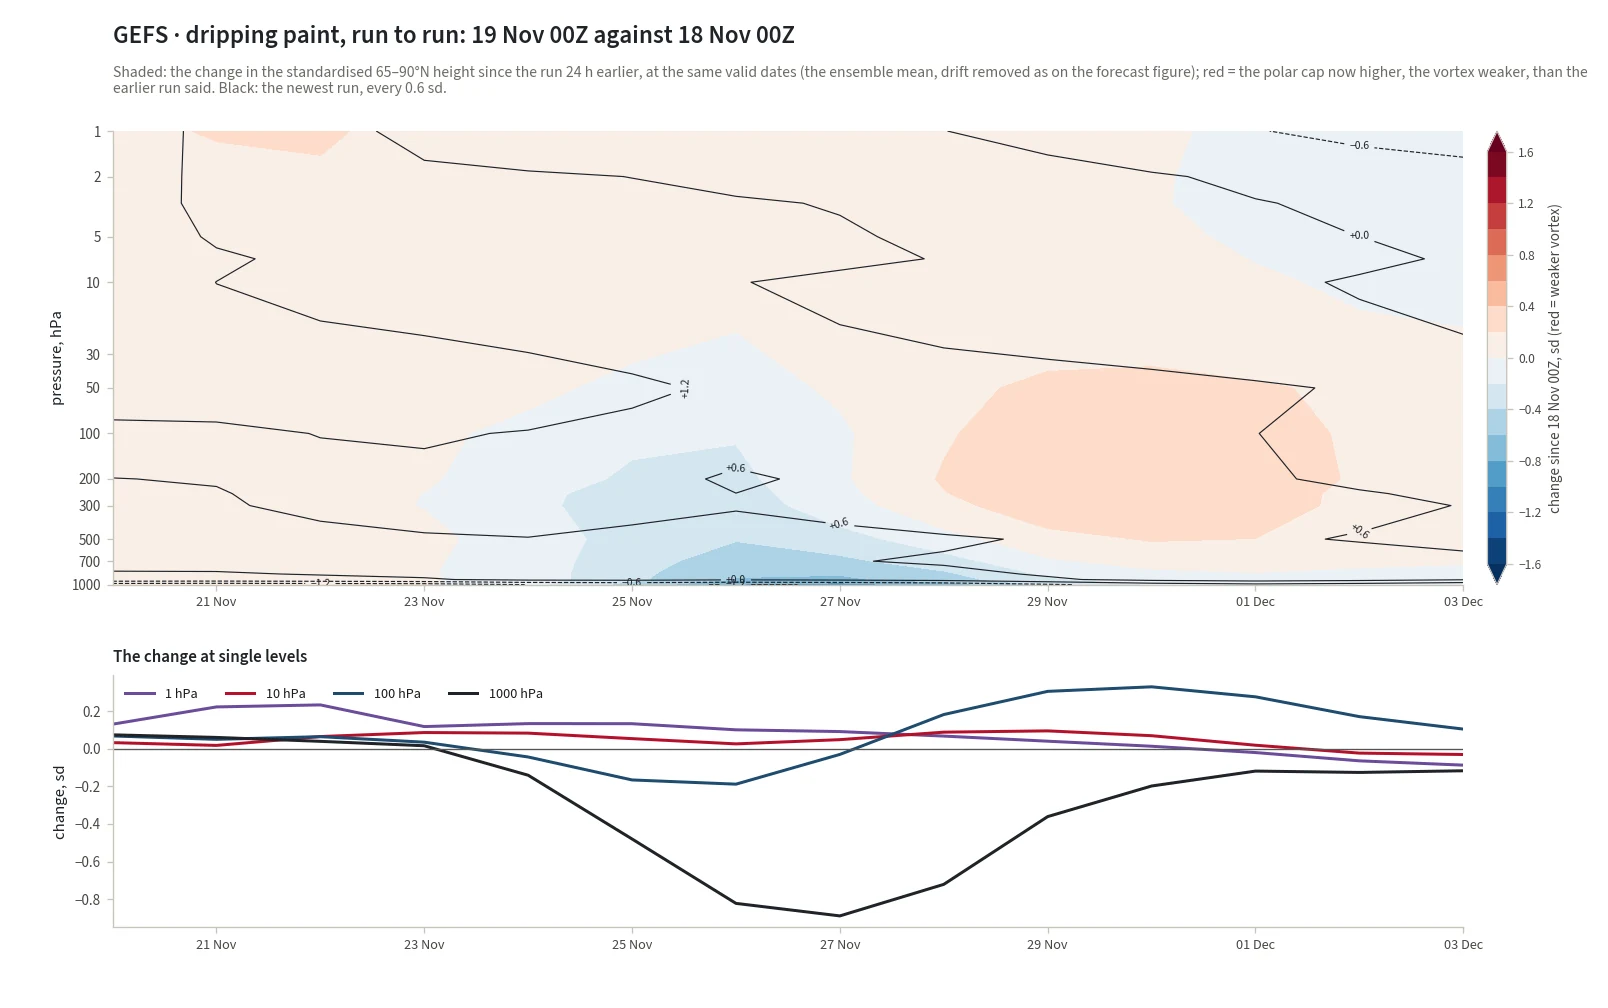 GEFS · dripping paint, run to run: 19 Nov 00Z against 18 Nov 00Z
Shaded: the change in the standardised 65–90°N height since the run 24 h earlier, at the same valid dates (the ensemble mean, drift removed as on the forecast figure); red = the polar cap now higher, the vortex weaker, than the
earlier run said. Black: the newest run, every 0.6 sd.
pressure, hPa
1
2
5
10
30
50
100
200
300
500
700
1000
−0.6
+0.0
+1.2
+0.6
+0.6
+0.6
−1.2
−0.6
+0.0
21 Nov
23 Nov
25 Nov
27 Nov
29 Nov
01 Dec
03 Dec
1.6
1.2
0.8
0.4
0.0
−0.4
−0.8
−1.2
−1.6
change since 18 Nov 00Z, sd (red = weaker vortex)
The change at single levels
1 hPa
10 hPa
100 hPa
1000 hPa
change, sd
0.2
0.0
−0.2
−0.4
−0.6
−0.8
21 Nov
23 Nov
25 Nov
27 Nov
29 Nov
01 Dec
03 Dec